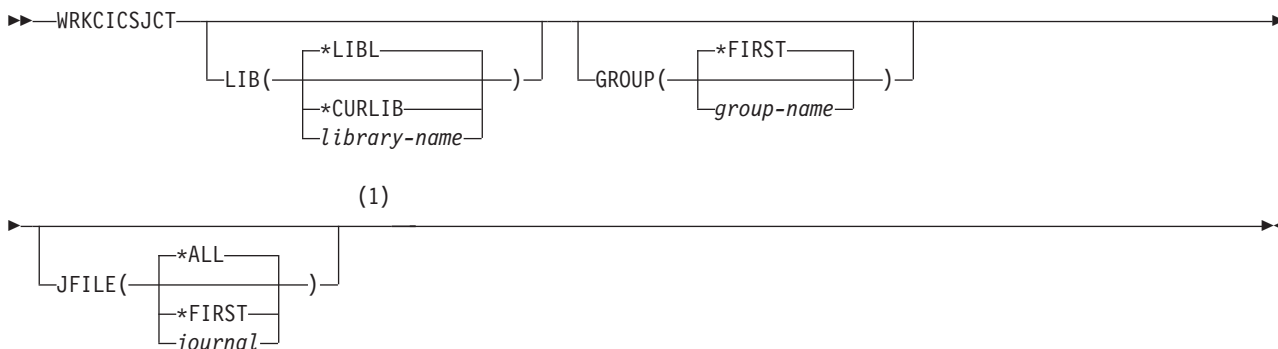 WRKCICSJCT
LIB( *LIBL )
*CURLIB
library-name
GROUP( *FIRST )
group-name
(1)
JFILE( *ALL )
*FIRST
journal